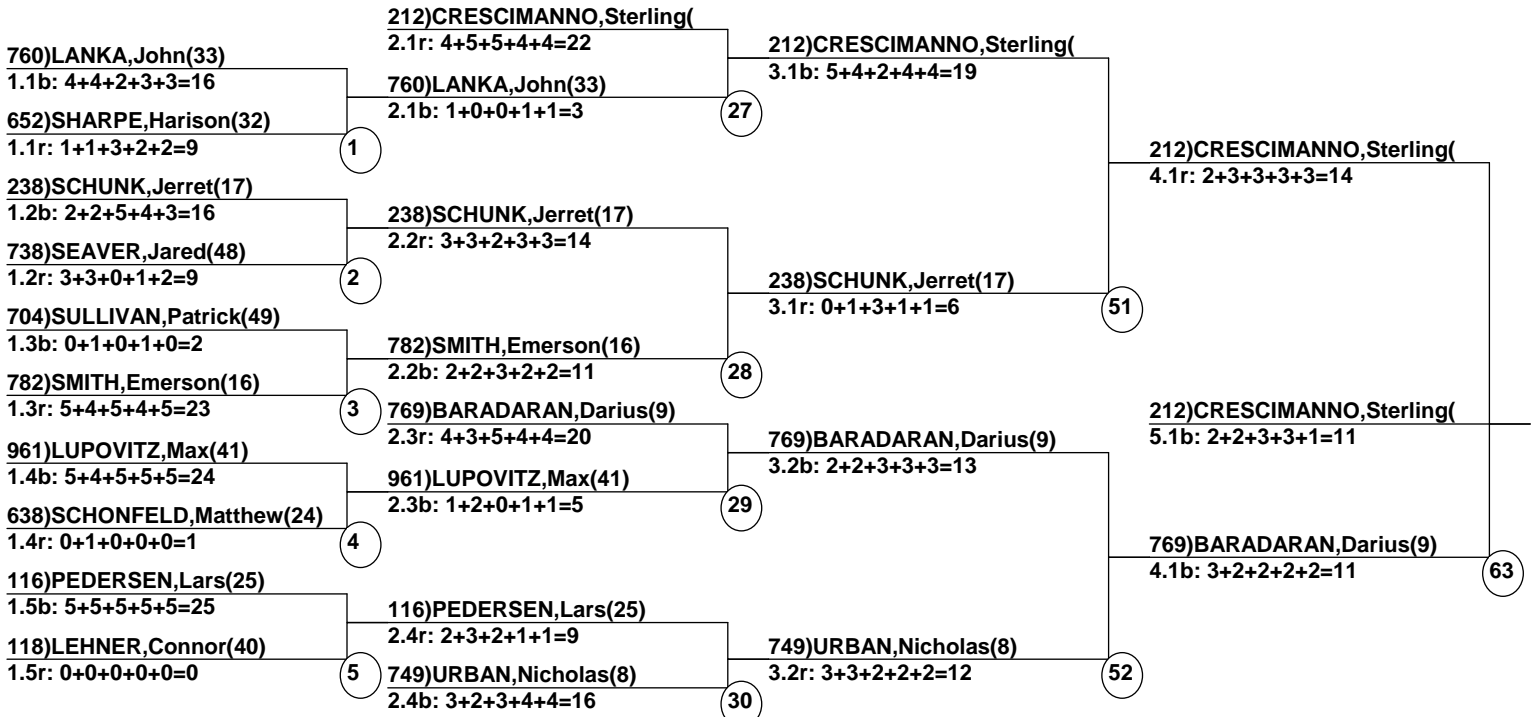 760)LANKA,John(33)
1.1b: 4+4+2+3+3=16
652)SHARPE,Harison(32)
1.1r: 1+1+3+2+2=9
1
238)SCHUNK,Jerret(17)
1.2b: 2+2+5+4+3=16
738)SEAVER,Jared(48)
1.2r: 3+3+0+1+2=9
2
704)SULLIVAN,Patrick(49)
1.3b: 0+1+0+1+0=2
782)SMITH,Emerson(16)
1.3r: 5+4+5+4+5=23
3
961)LUPOVITZ,Max(41)
1.4b: 5+4+5+5+5=24
638)SCHONFELD,Matthew(24)
1.4r: 0+1+0+0+0=1
4
116)PEDERSEN,Lars(25)
1.5b: 5+5+5+5+5=25
118)LEHNER,Connor(40)
1.5r: 0+0+0+0+0=0
5
212)CRESCIMANNO,Sterling(
2.1r: 4+5+5+4+4=22
760)LANKA,John(33)
2.1b: 1+0+0+1+1=3
27
238)SCHUNK,Jerret(17)
2.2r: 3+3+2+3+3=14
782)SMITH,Emerson(16)
2.2b: 2+2+3+2+2=11
28
769)BARADARAN,Darius(9)
2.3r: 4+3+5+4+4=20
961)LUPOVITZ,Max(41)
2.3b: 1+2+0+1+1=5
29
116)PEDERSEN,Lars(25)
2.4r: 2+3+2+1+1=9
749)URBAN,Nicholas(8)
2.4b: 3+2+3+4+4=16
30
212)CRESCIMANNO,Sterling(
3.1b: 5+4+2+4+4=19
238)SCHUNK,Jerret(17)
3.1r: 0+1+3+1+1=6
51
769)BARADARAN,Darius(9)
3.2b: 2+2+3+3+3=13
749)URBAN,Nicholas(8)
3.2r: 3+3+2+2+2=12
52
212)CRESCIMANNO,Sterling(
4.1r: 2+3+3+3+3=14
212)CRESCIMANNO,Sterling(
5.1b: 2+2+3+3+1=11
769)BARADARAN,Darius(9)
4.1b: 3+2+2+2+2=11
63